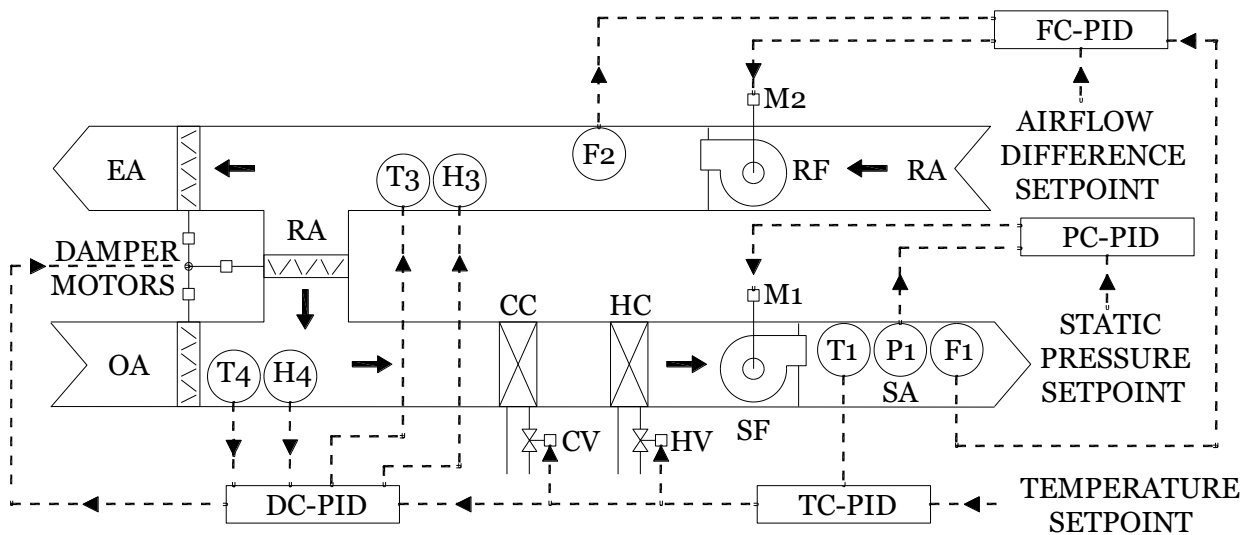 FC-PID
M2
AIRFLOW
DIFFERENCE
SETPOINT
EA
F2
T3
H3
RF
RA
RA
PC-PID
DAMPER
MOTORS
CC
HC
M1
STATIC
PRESSURE
SETPOINT
OA
T4
H4
T1
P1
F1
SA
SF
CV
HV
DC-PID
TC-PID
TEMPERATURE
SETPOINT